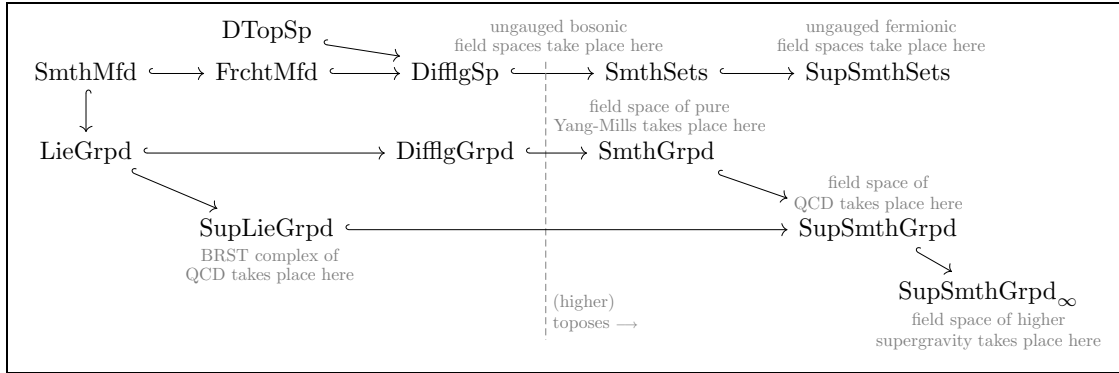 DTopSp
ungauged bosonic
field spaces take place here
ungauged fermionic
field spaces take place here
SmthMfd
FrchtMfd
DifflgSp
SmthSets
SupSmthSets
field space of pure
Yang-Mills takes place here
LieGrpd
DifflgGrpd
SmthGrpd
field space of
QCD takes place here
SupLieGrpd
SupSmthGrpd
BRST complex of
QCD takes place here
(higher)
toposes →
SupSmthGrpd∞
field space of higher
supergravity takes place here